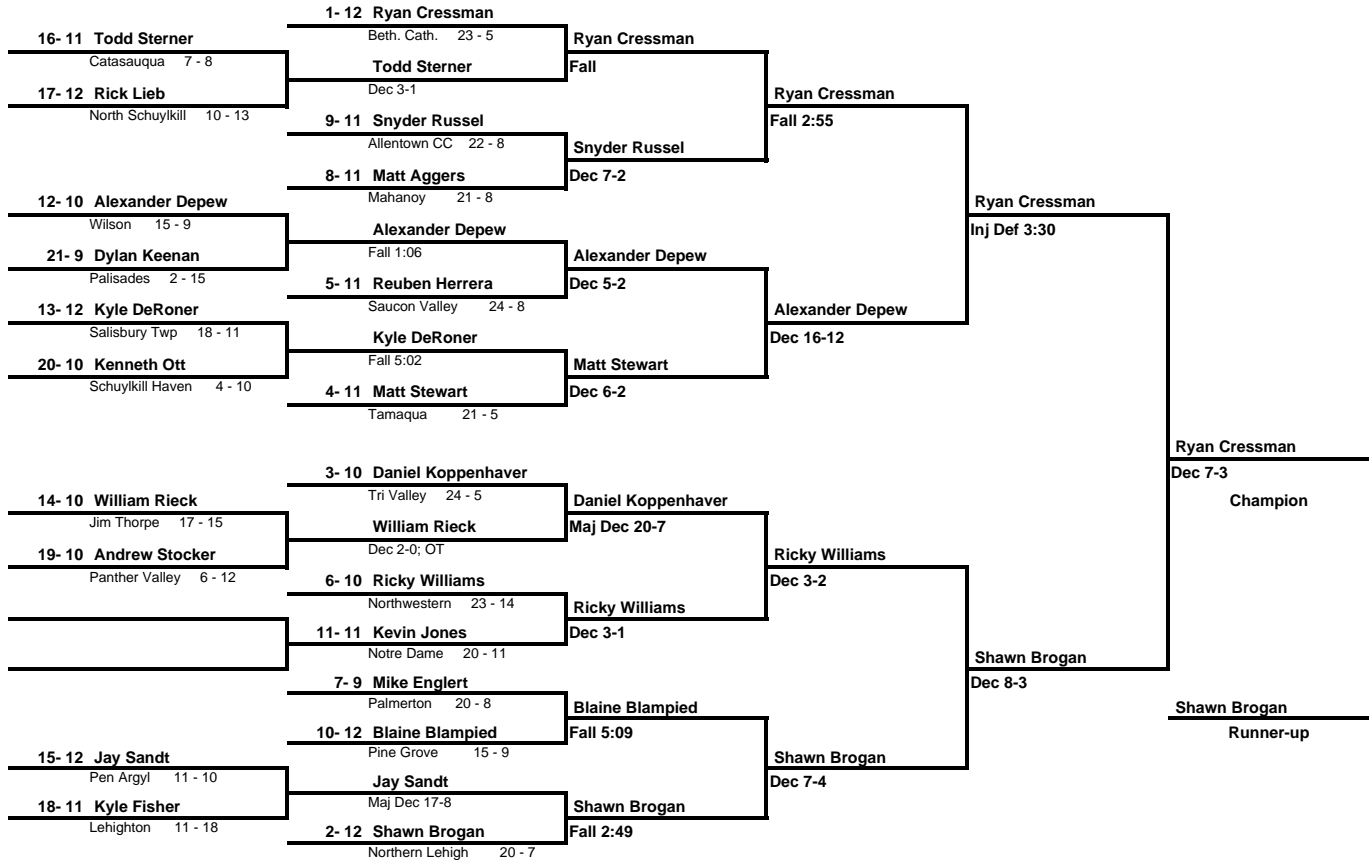 1- 12 Ryan Cressman
Beth. Cath. 23 - 5
16- 11 Todd Sterner
Catasauqua 7 - 8
Todd Sterner
Dec 3-1
17- 12 Rick Lieb
North Schuylkill 10 - 13
9- 11 Snyder Russel
Allentown CC 22 - 8
8- 11 Matt Aggers
Mahanoy 21 - 8
12- 10 Alexander Depew
Wilson 15 - 9
Alexander Depew
Fall 1:06
21- 9 Dylan Keenan
Palisades 2 - 15
5- 11 Reuben Herrera
Saucon Valley 24 - 8
13- 12 Kyle DeRoner
Salisbury Twp 18 - 11
Kyle DeRoner
Fall 5:02
20- 10 Kenneth Ott
Schuylkill Haven 4 - 10
4- 11 Matt Stewart
Tamaqua 21 - 5
3- 10 Daniel Koppenhaver
Tri Valley 24 - 5
14- 10 William Rieck
Jim Thorpe 17 - 15
William Rieck
Dec 2-0; OT
19- 10 Andrew Stocker
Panther Valley 6 - 12
6- 10 Ricky Williams
Northwestern 23 - 14
11- 11 Kevin Jones
Notre Dame 20 - 11
7- 9 Mike Englert
Palmerton 20 - 8
10- 12 Blaine Blampied
Pine Grove 15 - 9
15- 12 Jay Sandt
Pen Argyl 11 - 10
Jay Sandt
Maj Dec 17-8
18- 11 Kyle Fisher
Lehighton 11 - 18
2- 12 Shawn Brogan
Northern Lehigh 20 - 7
Ryan Cressman
Fall
Snyder Russel
Dec 7-2
Alexander Depew
Dec 5-2
Matt Stewart
Dec 6-2
Daniel Koppenhaver
Maj Dec 20-7
Ricky Williams
Dec 3-1
Blaine Blampied
Fall 5:09
Shawn Brogan
Fall 2:49
Ryan Cressman
Fall 2:55
Alexander Depew
Dec 16-12
Ricky Williams
Dec 3-2
Shawn Brogan
Dec 7-4
Ryan Cressman
Inj Def 3:30
Shawn Brogan
Dec 8-3
Ryan Cressman
Dec 7-3
Champion
Shawn Brogan
Runner-up